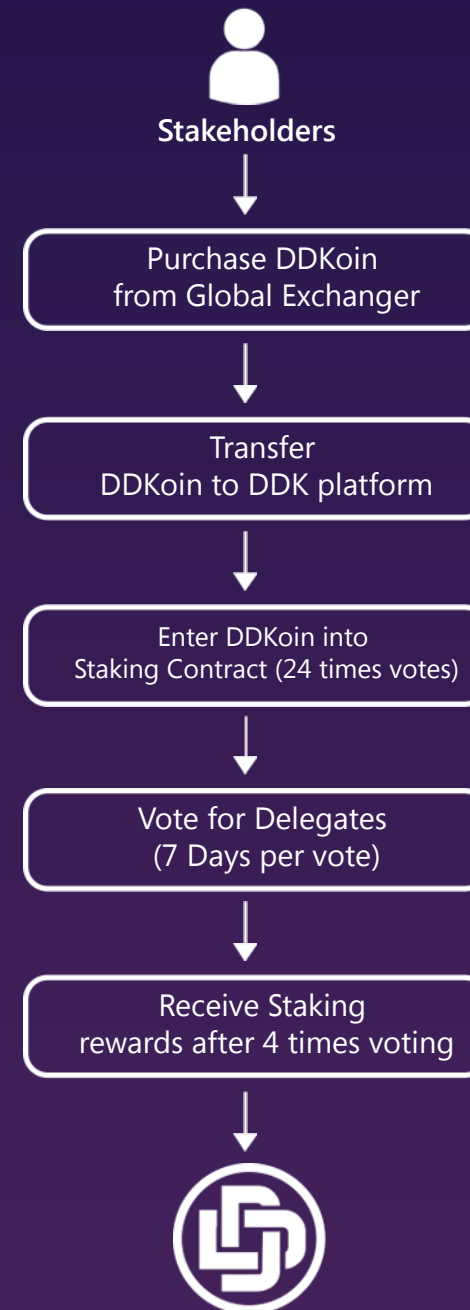 Stakeholders
Purchase DDKoin
from Global Exchanger
Transfer
DDKoin to DDK platform
Enter DDKoin into
Staking Contract (24 times votes)
Vote for Delegates
(7 Days per vote)
Receive Staking
rewards after 4 times voting